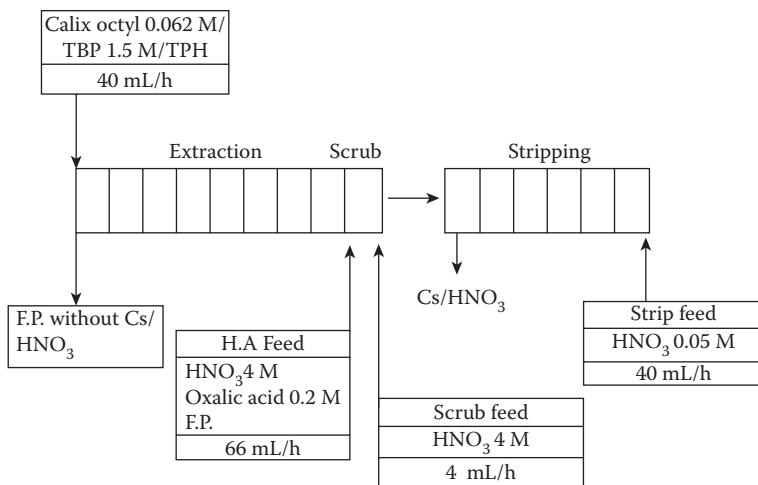 Calix octyl 0.062 M/
TBP 1.5 M/TPH
40 mL/h
Extraction
Scrub
Stripping
F.P. without Cs/
HNO₃
H.A Feed
HNO₃4 M
Oxalic acid 0.2 M
F.P.
66 mL/h
Cs/HNO₃
Scrub feed
HNO₃ 4 M
4 mL/h
Strip feed
HNO₃ 0.05 M
40 mL/h